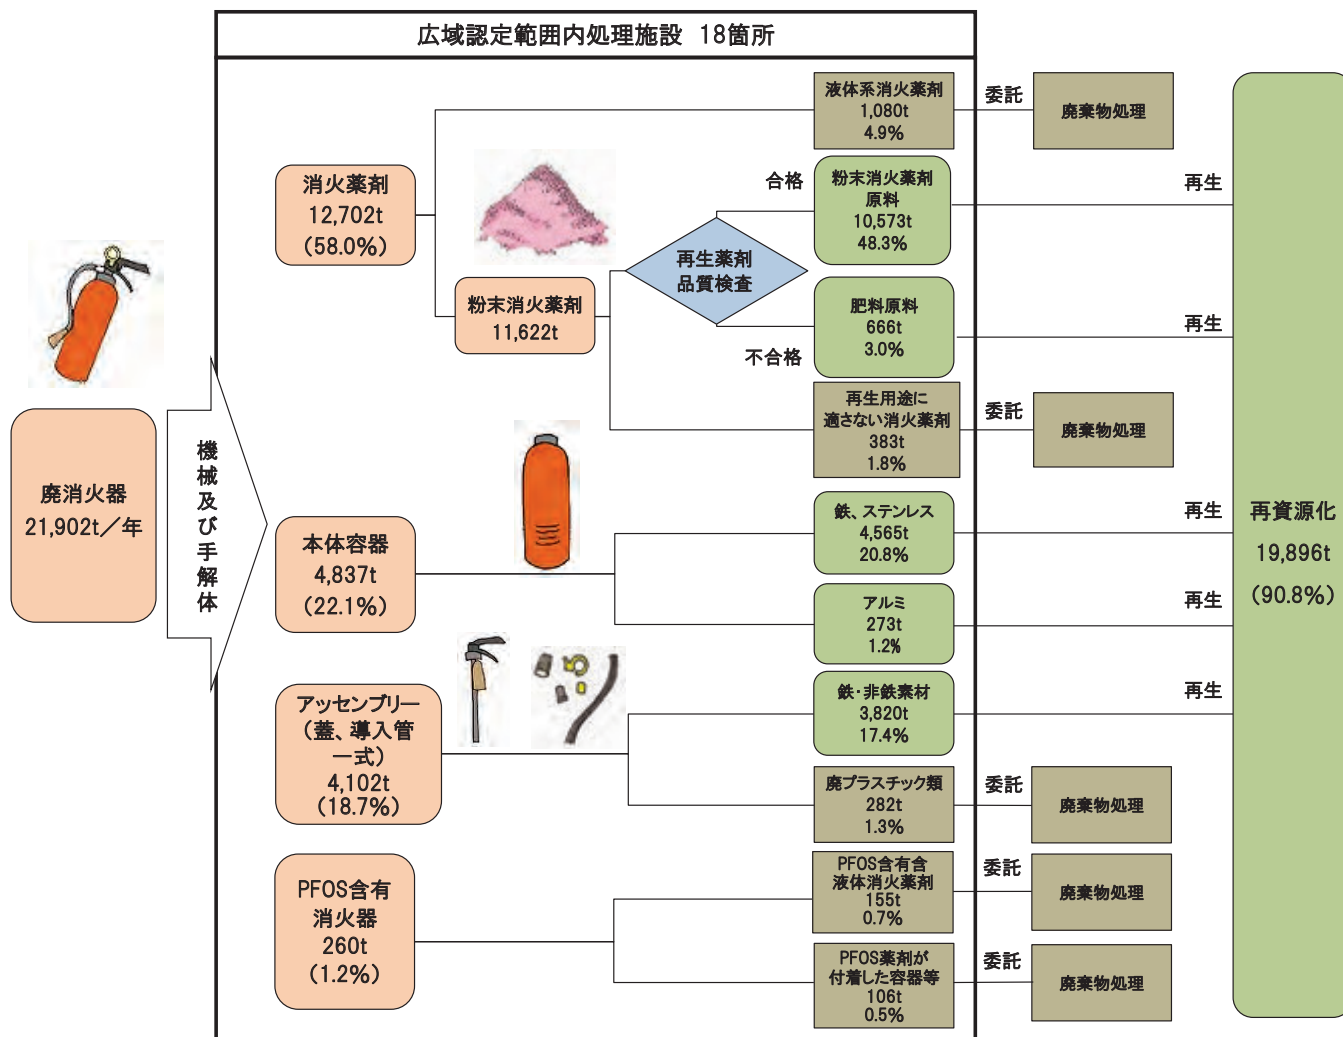 広域認定範囲内処理施設 18箇所
廃消火器
21,902t／年
機械及び手解体
消火薬剤
12,702t
(58.0%)
粉末消火薬剤
11,622t
再生薬剤
品質検査
合格
不合格
液体系消火薬剤
1,080t
4.9%
委託
廃棄物処理
粉末消火薬剤
原料
10,573t
48.3%
再生
肥料原料
666t
3.0%
再生
再生用途に
適さない消火薬剤
383t
1.8%
委託
廃棄物処理
本体容器
4,837t
(22.1%)
鉄、ステンレス
4,565t
20.8%
再生
アルミ
273t
1.2%
再生
アッセンブリー
(蓋、導入管
一式)
4,102t
(18.7%)
鉄・非鉄素材
3,820t
17.4%
再生
廃プラスチック類
282t
1.3%
委託
廃棄物処理
PFOS含有
消火器
260t
(1.2%)
PFOS含有含
液体消火薬剤
155t
0.7%
委託
廃棄物処理
PFOS薬剤が
付着した容器等
106t
0.5%
委託
廃棄物処理
再資源化
19,896t
(90.8%)